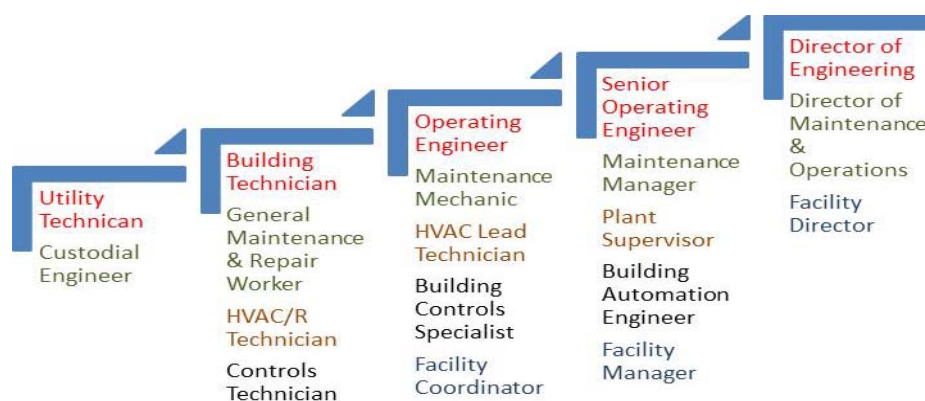 Utility
Technican
Custodial
Engineer
Building
Technician
General
Maintenance
& Repair
Worker
HVAC/R
Technician
Controls
Technician
Operating
Engineer
Maintenance
Mechanic
HVAC Lead
Technician
Building
Controls
Specialist
Facility
Coordinator
Senior
Operating
Engineer
Maintenance
Manager
Plant
Supervisor
Building
Automation
Engineer
Facility
Manager
Director of
Engineering
Director of
Maintenance
&
Operations
Facility
Director